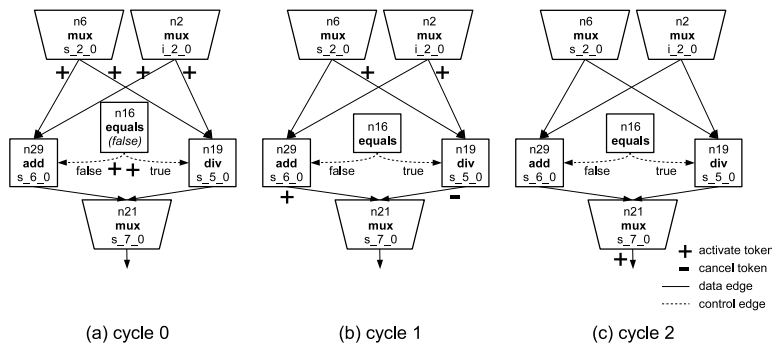 n6
mux
s_2_0
n2
mux
i_2_0
+ + + +
n16
equals
(false)
n29
add
s_6_0
n19
div
s_5_0
false + + true
n21
mux
s_7_0
(a) cycle 0
n6
mux
s_2_0
n2
mux
i_2_0
+ +
n16
equals
n29
add
s_6_0
n19
div
s_5_0
false true
+ -
n21
mux
s_7_0
(b) cycle 1
n6
mux
s_2_0
n2
mux
i_2_0
n16
equals
n29
add
s_6_0
n19
div
s_5_0
false true
n21
mux
s_7_0
+
+ activate token
- cancel token
data edge
control edge
(c) cycle 2